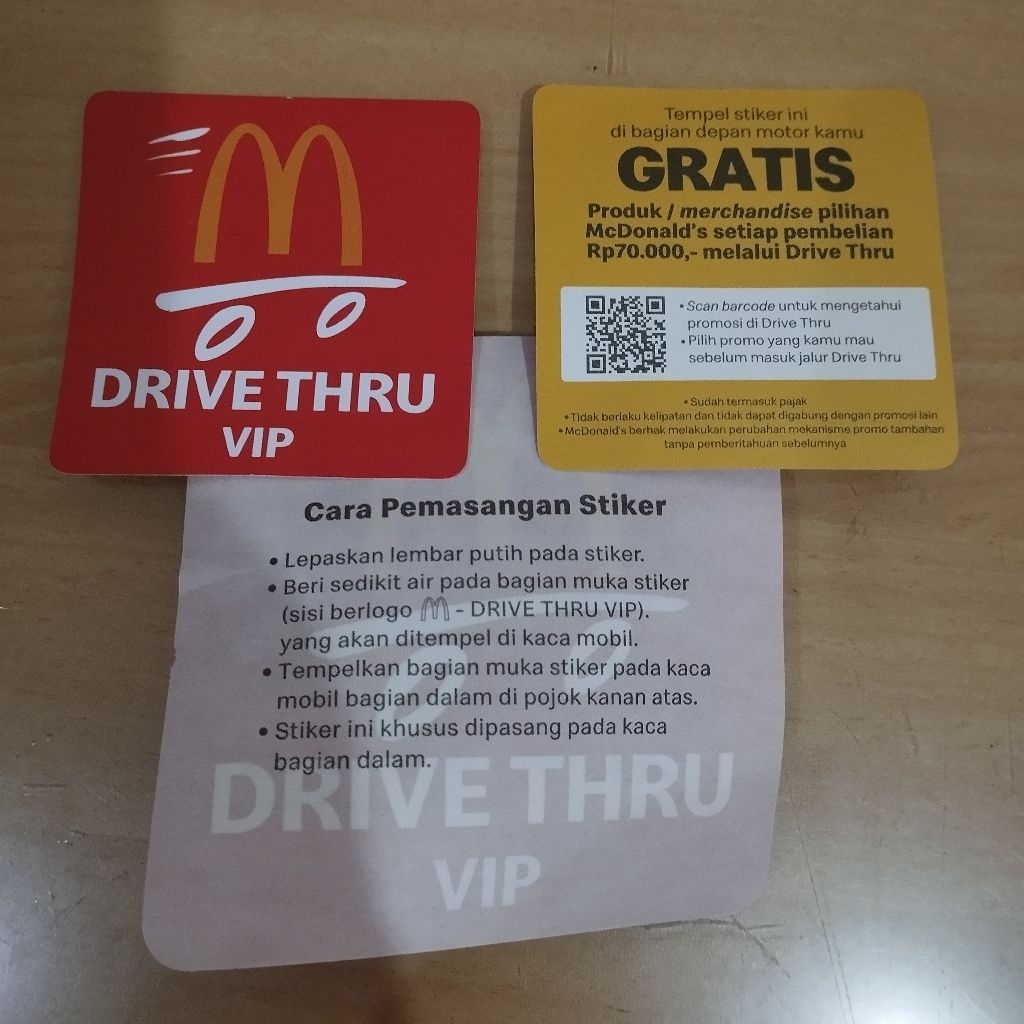 DRIVE THRU
VIP
Tempel stiker ini
di bagian depan motor kamu
GRATIS
Produk / merchandise pilihan
McDonald's setiap pembelian
Rp70.000,- melalui Drive Thru
• Scan barcode untuk mengetahui
promosi di Drive Thru
• Pilih promo yang kamu mau
sebelum masuk jalur Drive Thru
• Sudah termasuk pajak
• Tidak berlaku kelipatan dan tidak dapat digabung dengan promosi lain
• McDonald's berhak melakukan perubahan mekanisme promo tambahan
tanpa pemberitahuan sebelumnya
Cara Pemasangan Stiker
• Lepaskan lembar putih pada stiker.
• Beri sedikit air pada bagian muka stiker
(sisi berlogo M - DRIVE THRU VIP).
yang akan ditempel di kaca mobil.
• Tempelkan bagian muka stiker pada kaca
mobil bagian dalam di pojok kanan atas.
• Stiker ini khusus dipasang pada kaca
bagian dalam.
DRIVE THRU
VIP